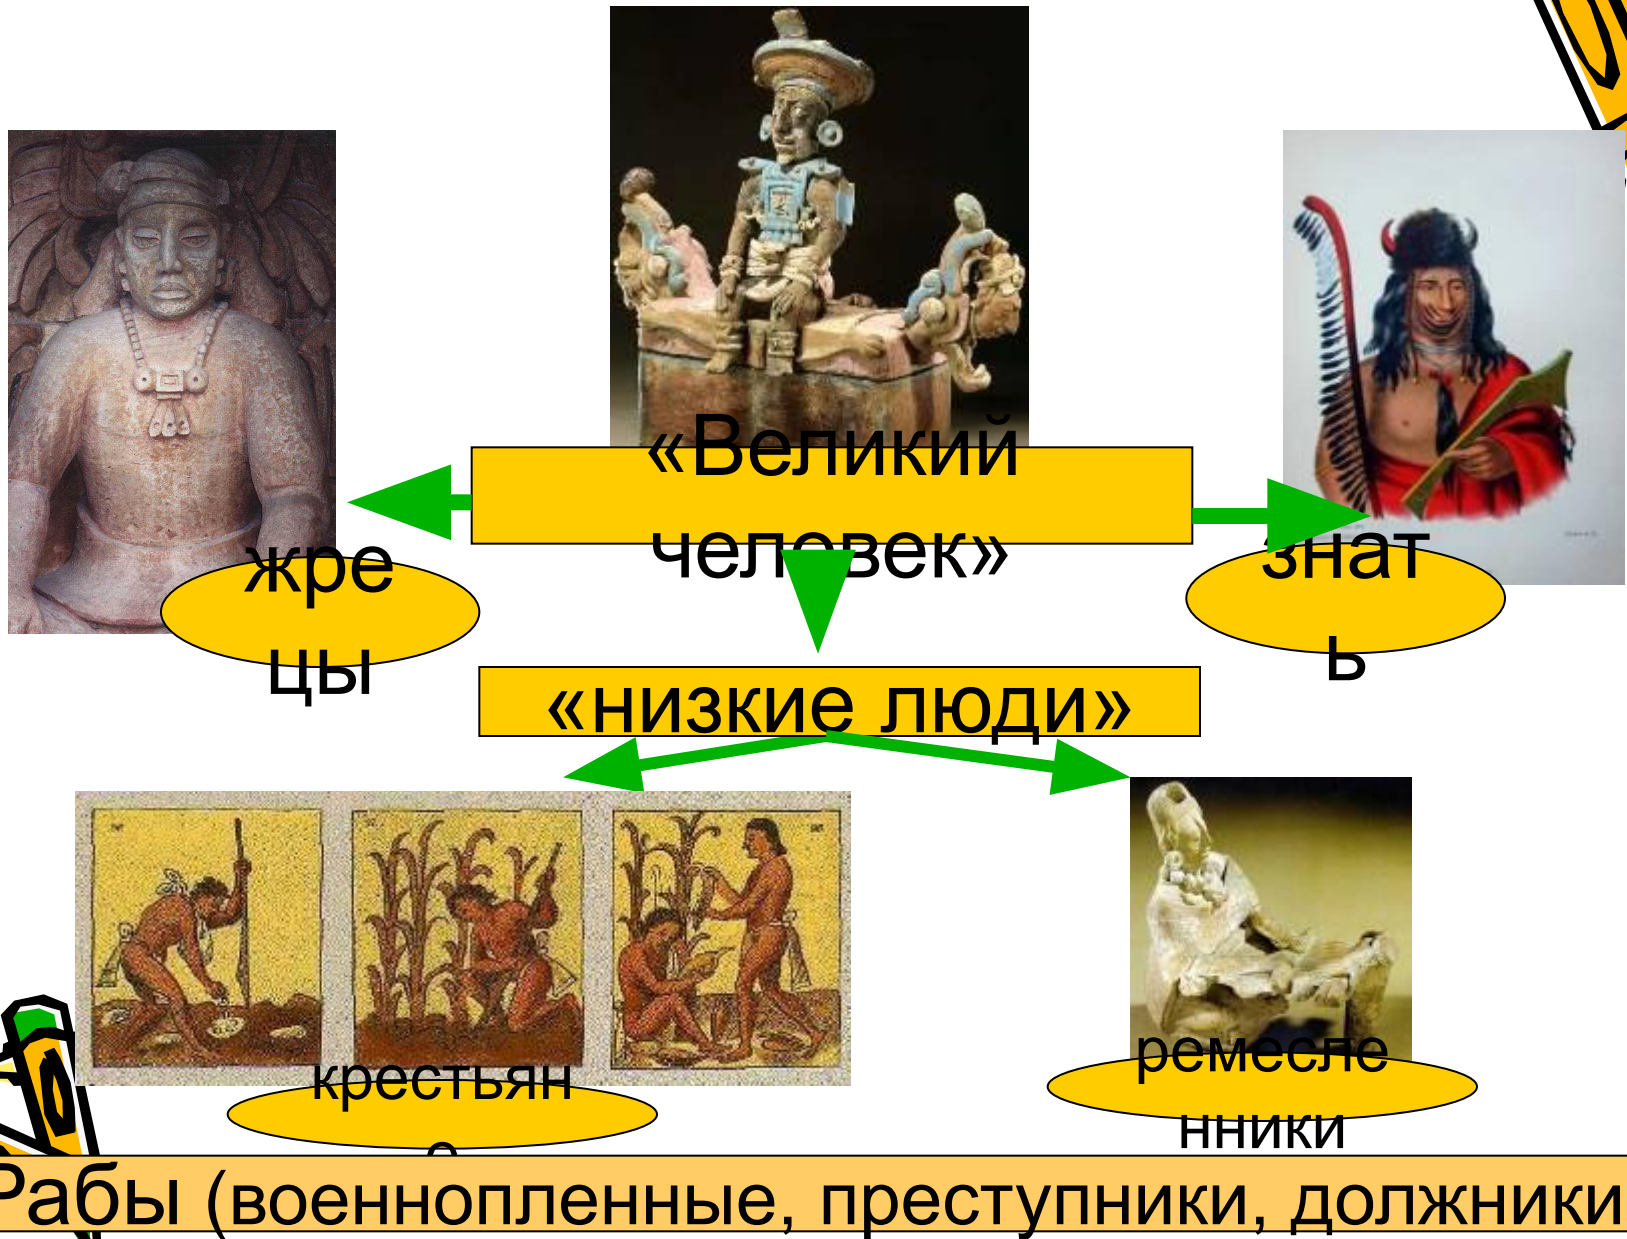 «Великий
человек»
жре
цы
знат
ь
«низкие люди»
крестьян
е
ремесле
нники
Рабы (военнопленные, преступники, должники